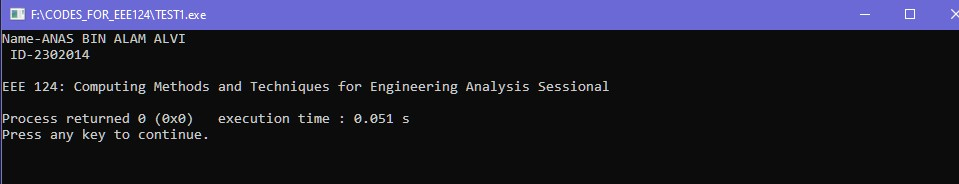 F:\CODES_FOR_EEE124\TEST1.exe
Name-ANAS BIN ALAM ALVI
 ID-2302014
EEE 124: Computing Methods and Techniques for Engineering Analysis Sessional
Process returned 0 (0x0)   execution time : 0.051 s
Press any key to continue.